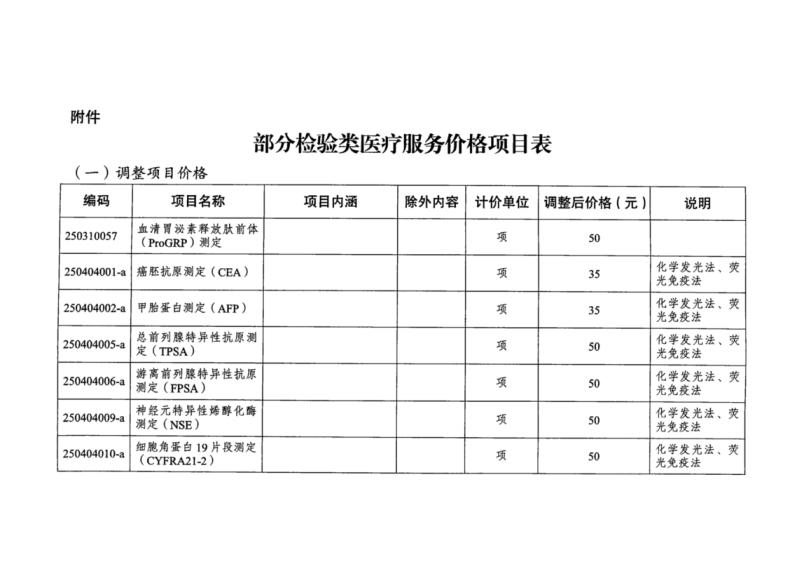 附件
部分检验类医疗服务价格项目表
（一）调整项目价格
编码 项目名称 项目内涵 除外内容 计价单位 调整后价格（元） 说明
250310057 血清胃泌素释放肽前体 项 50
（ProGRP）测定
250404001-a 癌胚抗原测定（CEA） 项 35 化学发光法、荧
光免疫法
250404002-a 甲胎蛋白测定（AFP） 项 35 化学发光法、荧
光免疫法
250404005-a 总前列腺特异性抗原测 项 50 化学发光法、荧
定（TPSA） 光免疫法
250404006-a 游离前列腺特异性抗原 项 50 化学发光法、荧
测定（FPSA） 光免疫法
250404009-a 神经元特异性烯醇化酶 项 50 化学发光法、荧
测定（NSE） 光免疫法
250404010-a 细胞角蛋白 19 片段测定 项 50 化学发光法、荧
（CYFRA21-2） 光免疫法